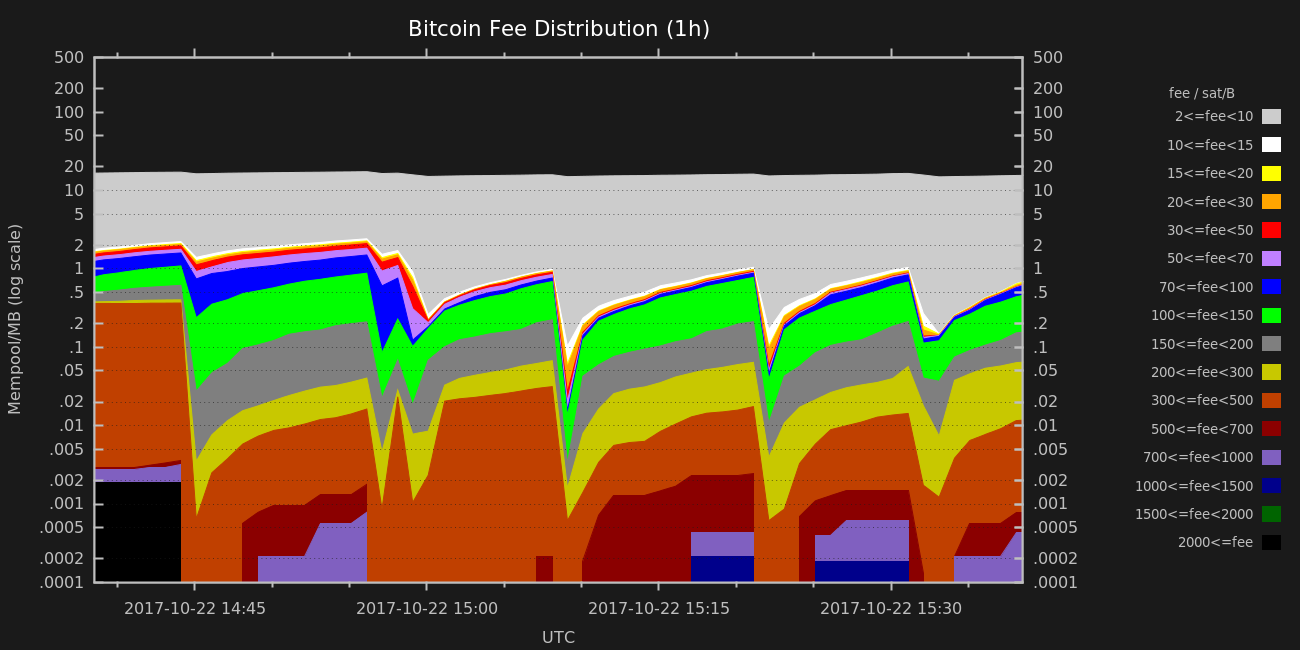 Bitcoin Fee Distribution (1h)
500
200
100
50
20
10
5
2
1
.5
.2
.1
.05
.02
.01
.005
.002
.001
.0005
.0002
.0001
Mempool/MB (log scale)
500
200
100
50
20
10
5
2
1
.5
.2
.1
.05
.02
.01
.005
.002
.001
.0005
.0002
.0001
fee / sat/B
2<=fee<10
10<=fee<15
15<=fee<20
20<=fee<30
30<=fee<50
50<=fee<70
70<=fee<100
100<=fee<150
150<=fee<200
200<=fee<300
300<=fee<500
500<=fee<700
700<=fee<1000
1000<=fee<1500
1500<=fee<2000
2000<=fee
2017-10-22 14:45
2017-10-22 15:00
2017-10-22 15:15
2017-10-22 15:30
UTC